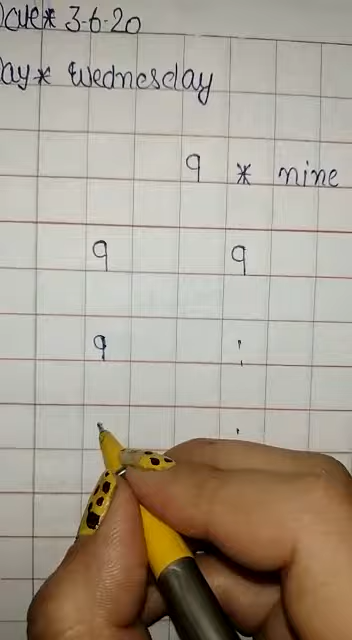 Date* 3-6-20
Day* Wednesday
9 * nine
9 9
9 :
.